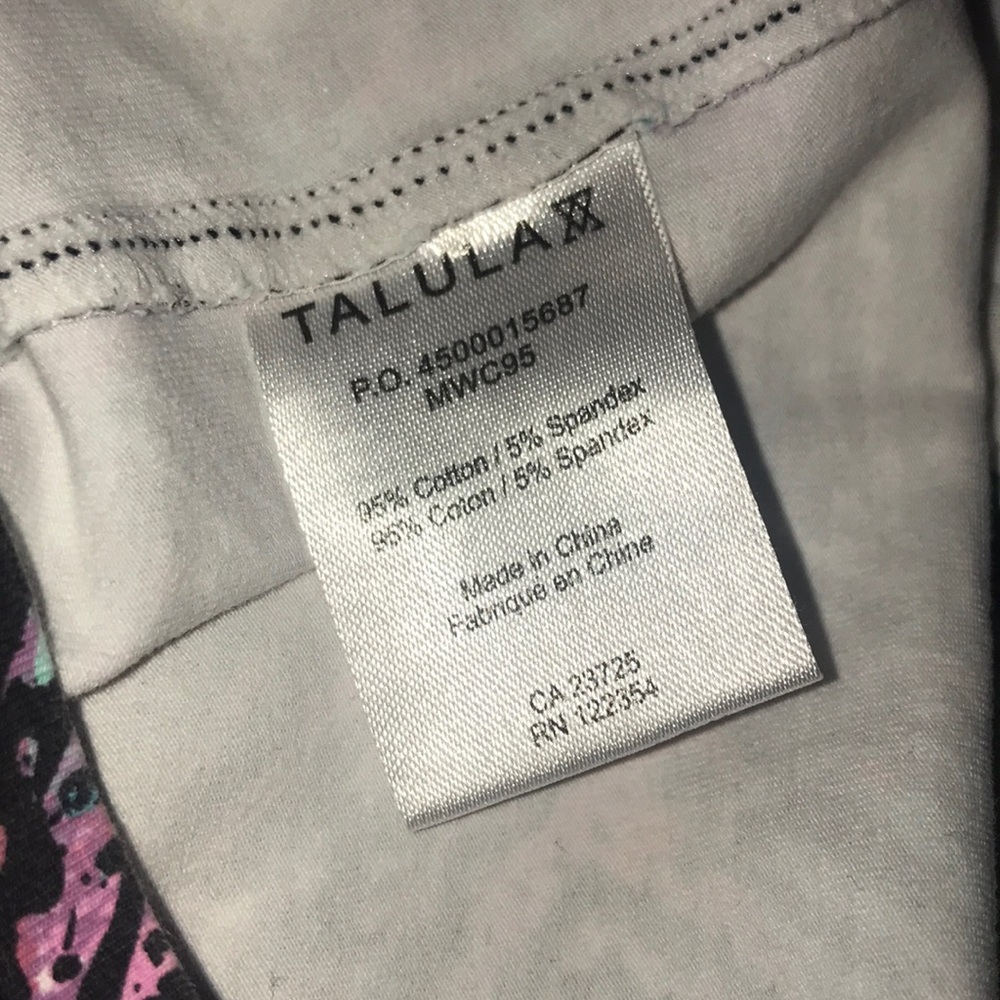 TALULA
P.O. 4500015687
MWC95
95% Cotton / 5% Spandex
95% Coton / 5% Spandex
Made in China
Fabrique en Chine
CA 23725
RN 122354